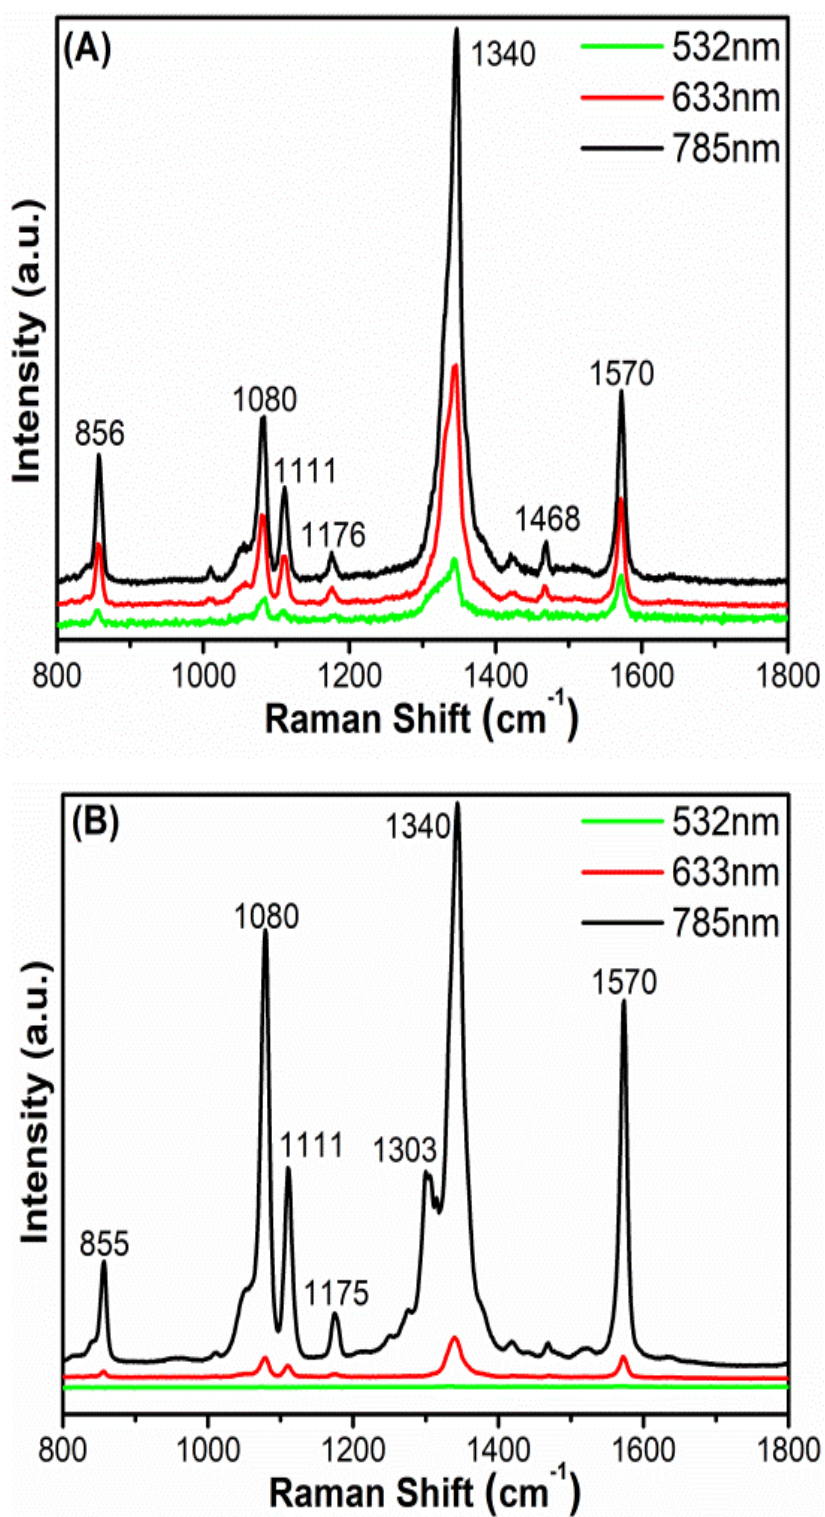 (A)
1340
532nm
633nm
785nm
1570
1080
856
1111
1176
1468
Intensity (a.u.)
800 1000 1200 1400 1600 1800
Raman Shift (cm-1)
(B)
1340
532nm
633nm
785nm
1080
1570
1111
1303
855
1175
Intensity (a.u.)
800 1000 1200 1400 1600 1800
Raman Shift (cm-1)